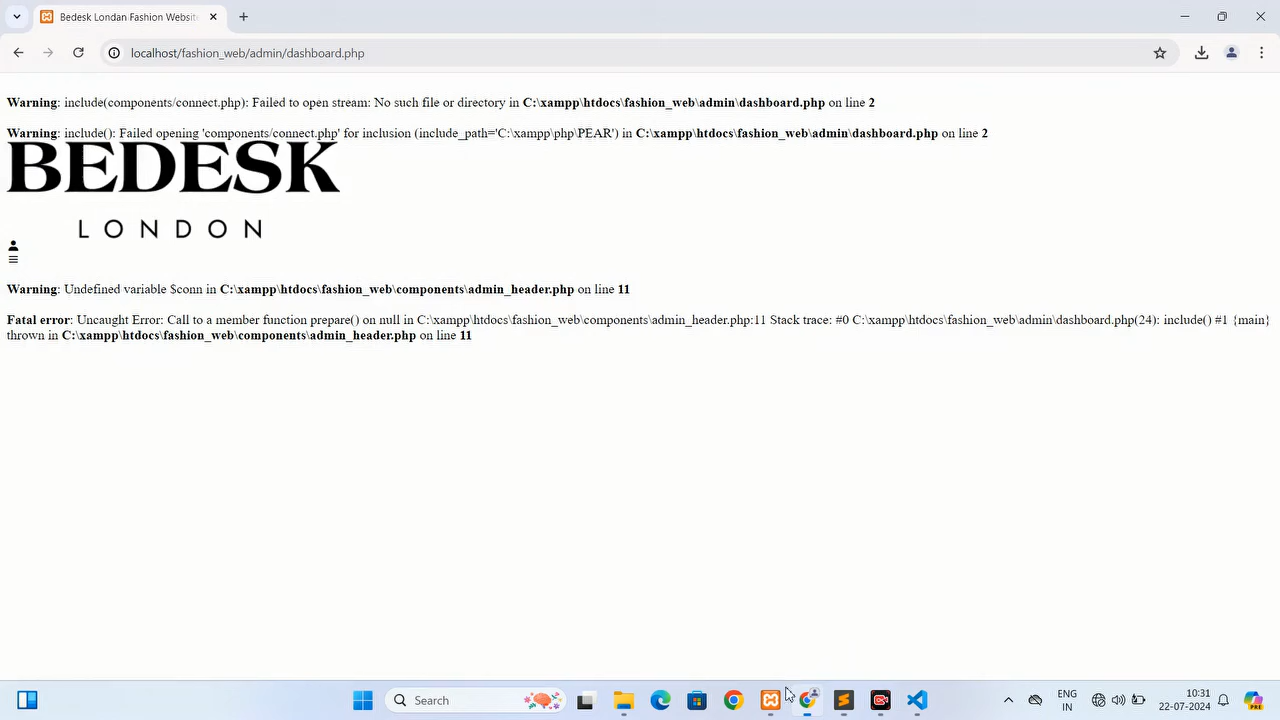 Bedesk Londan Fashion Website
localhost/fashion_web/admin/dashboard.php
Warning: include(components/connect.php): Failed to open stream: No such file or directory in C:\xampp\htdocs\fashion_web\admin\dashboard.php on line 2
Warning: include(): Failed opening 'components/connect.php' for inclusion (include_path='C:\xampp\php\PEAR') in C:\xampp\htdocs\fashion_web\admin\dashboard.php on line 2
BEDESK
LONDON
Warning: Undefined variable $conn in C:\xampp\htdocs\fashion_web\components\admin_header.php on line 11
Fatal error: Uncaught Error: Call to a member function prepare() on null in C:\xampp\htdocs\fashion_web\components\admin_header.php:11 Stack trace: #0 C:\xampp\htdocs\fashion_web\admin\dashboard.php(24): include() #1 {main}
thrown in C:\xampp\htdocs\fashion_web\components\admin_header.php on line 11
Search
ENG
IN
10:31
22-07-2024
PRE